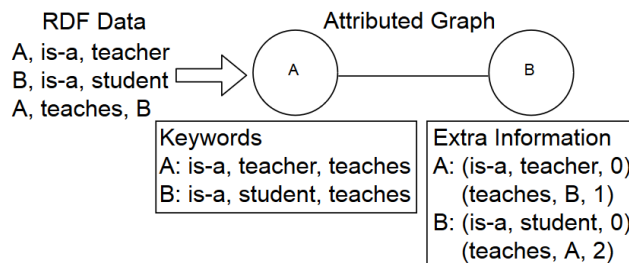 RDF Data
A, is-a, teacher
B, is-a, student
A, teaches, B
Attributed Graph
A
B
Keywords
A: is-a, teacher, teaches
B: is-a, student, teaches
Extra Information
A: (is-a, teacher, 0)
(teaches, B, 1)
B: (is-a, student, 0)
(teaches, A, 2)